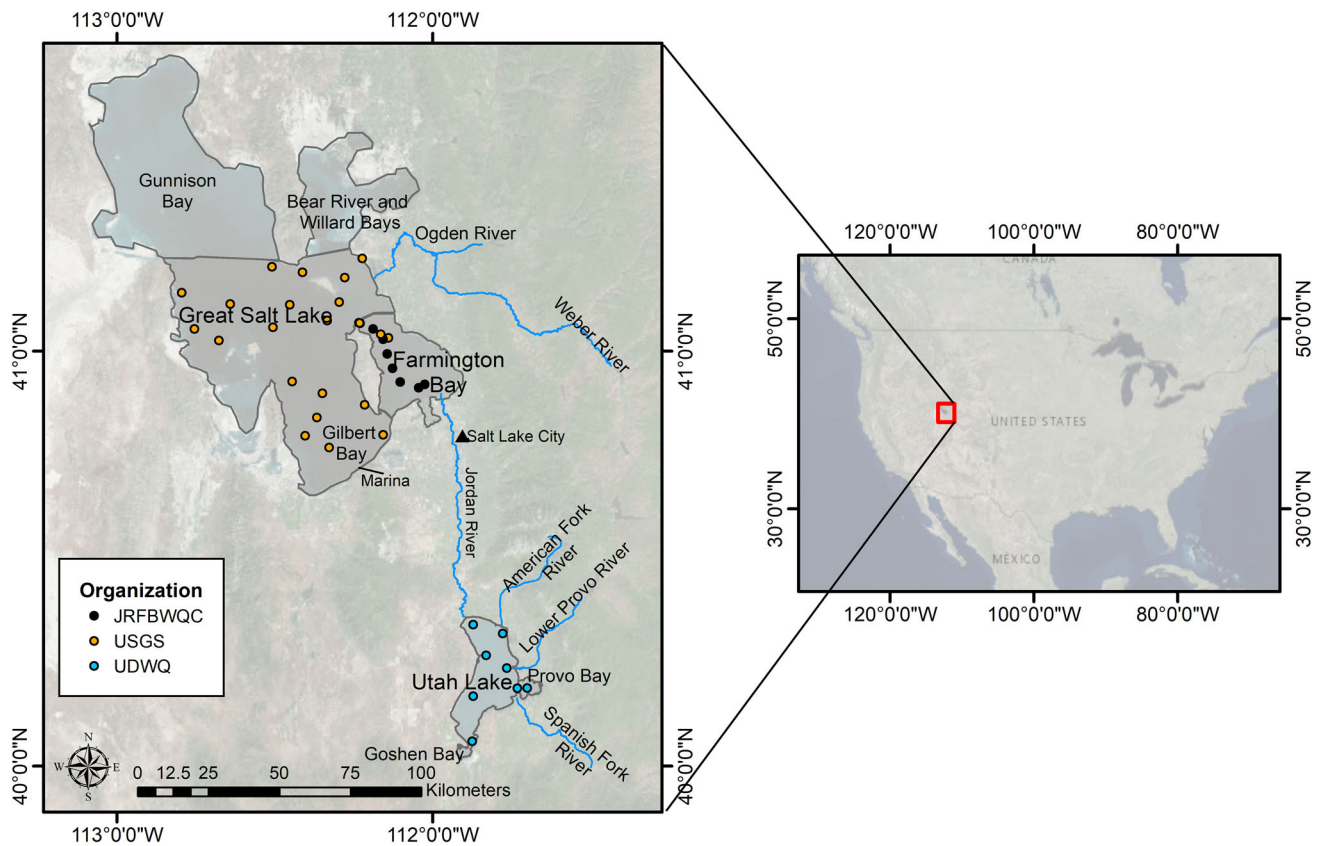 113°0'0"W
112°0'0"W
Gunnison
Bay
Bear River and
Willard Bays
Ogden River
Weber River
Great Salt Lake
Farmington
Bay
41°0'0"N
41°0'0"N
Gilbert
Bay
Salt Lake City
Marina
Jordan River
American Fork
River
Lower Provo River
Organization
JRFBWQC
USGS
UDWQ
Utah Lake
Provo Bay
Spanish Fork
River
Goshen Bay
N
W
E
S
0 12.5 25 50 75 100
Kilometers
40°0'0"N
40°0'0"N
113°0'0"W
112°0'0"W
120°0'0"W
100°0'0"W
80°0'0"W
CANADA
50°0'0"N
50°0'0"N
UNITED STATES
30°0'0"N
30°0'0"N
MÉXICO
120°0'0"W
100°0'0"W
80°0'0"W